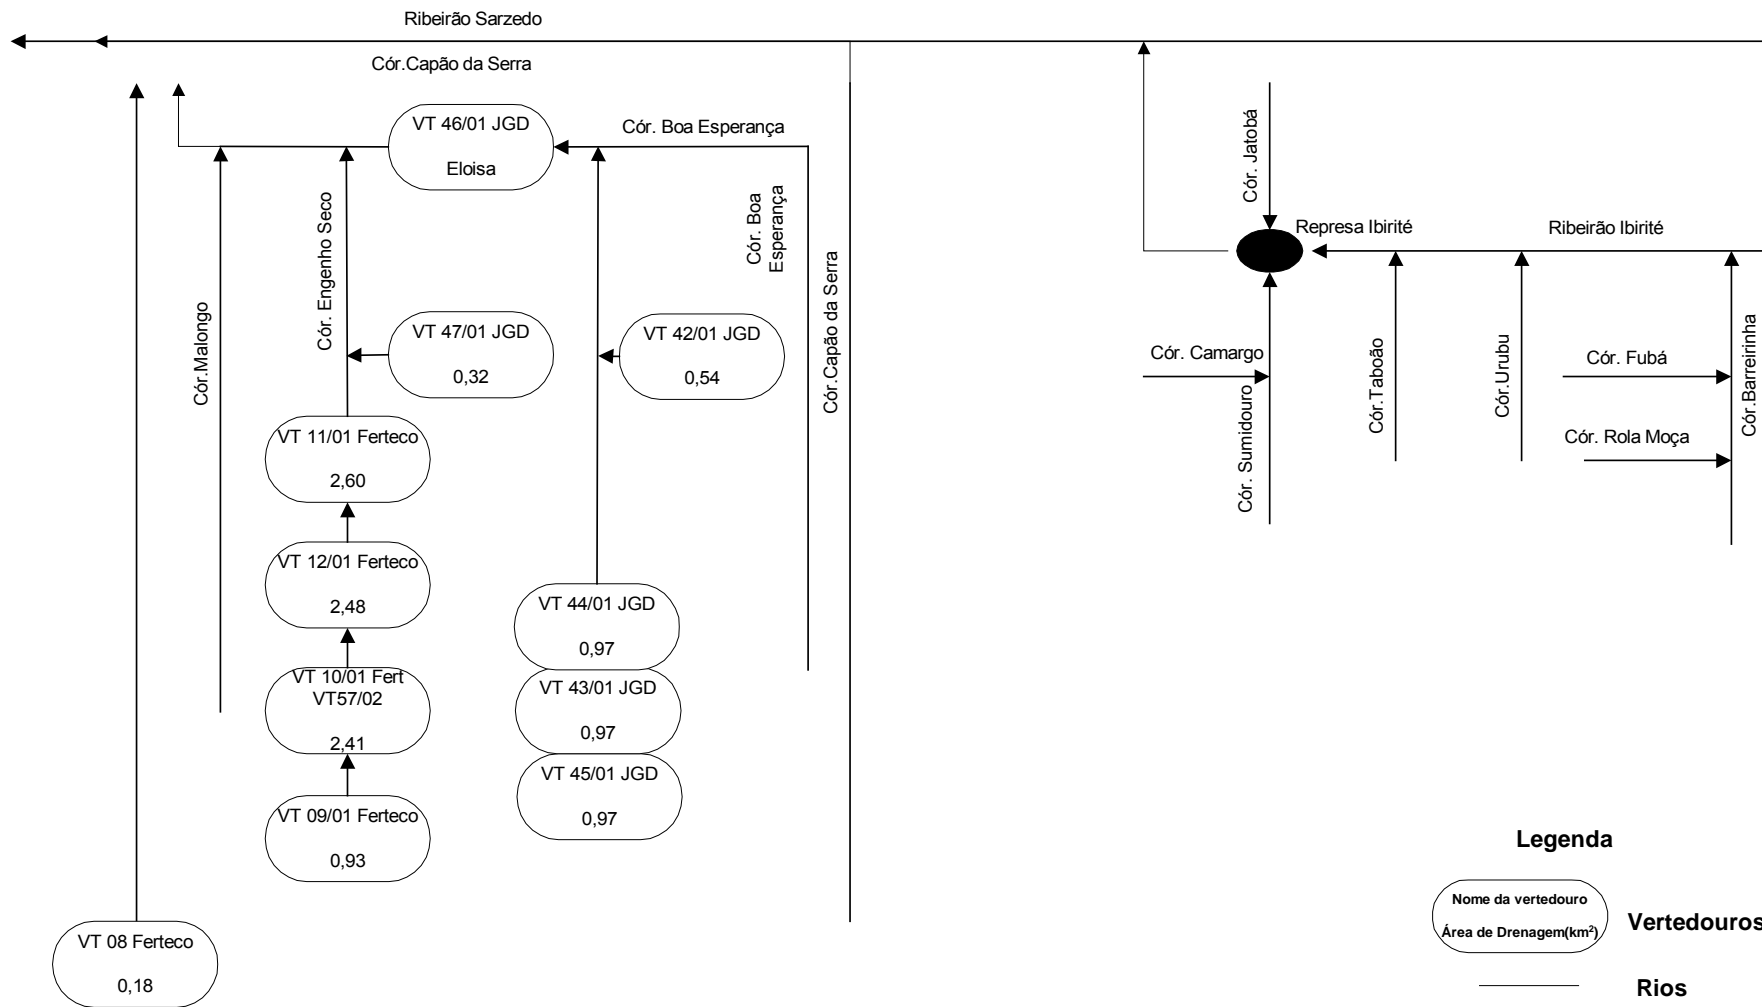 Ribeirão Sarzedo
Cór.Capão da Serra
VT 46/01 JGD
Eloisa
Cór. Boa Esperança
Cór. Jatobá
Cór. Boa
Esperança
Represa Ibirité
Ribeirão Ibirité
Cór. Engenho Seco
Cór.Malongo
VT 47/01 JGD
0,32
VT 42/01 JGD
0,54
Cór.Capão da Serra
Cór. Camargo
Cór. Sumidouro
Cór.Taboão
Cór.Urubu
Cór. Fubá
Cór.Barreirinha
Cór. Rola Moça
VT 11/01 Ferteco
2,60
VT 12/01 Ferteco
2,48
VT 44/01 JGD
0,97
VT 10/01 Fert
VT57/02
2,41
VT 43/01 JGD
0,97
VT 45/01 JGD
0,97
VT 09/01 Ferteco
0,93
VT 08 Ferteco
0,18
Legenda
Nome da vertedouro
Área de Drenagem(km²)
Vertedouros
Rios